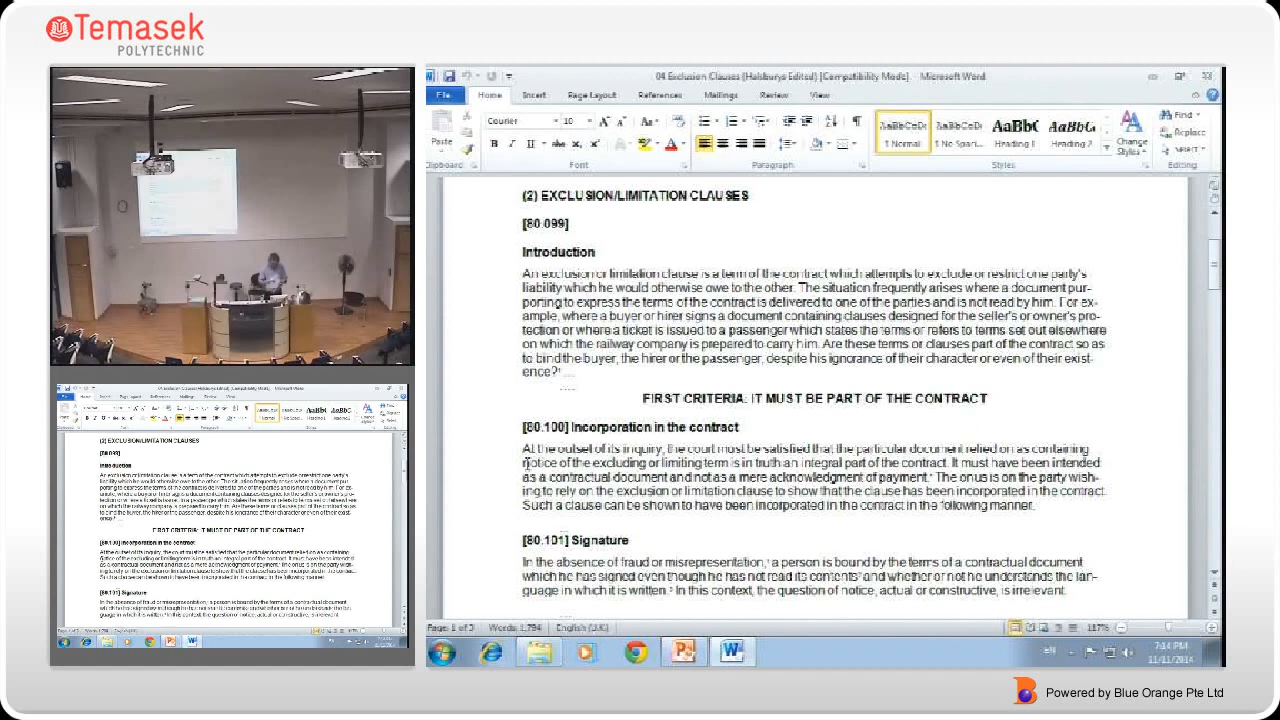 Temasek
POLYTECHNIC
04 Exclusion Clauses (Halsburys Edited) [Compatibility Mode] - Microsoft Word
File Home Insert Page Layout References Mailings Review View
Courier 10
Paste
AaBbCcDc AaBbCcDc AaBbC AaBbC
¶ Normal ¶ No Spaci... Heading 1 Heading 2
Change Styles
Find
Replace
Select
Clipboard Font Paragraph Styles Editing
(2) EXCLUSION/LIMITATION CLAUSES
[80.099]
Introduction
An exclusion or limitation clause is a term of the contract which attempts to exclude or restrict one party's
liability which he would otherwise owe to the other. The situation frequently arises where a document pur-
porting to express the terms of the contract is delivered to one of the parties and is not read by him. For ex-
ample, where a buyer or hirer signs a document containing clauses designed for the seller's or owner's pro-
tection or where a ticket is issued to a passenger which states the terms or refers to terms set out elsewhere
on which the railway company is prepared to carry him. Are these terms or clauses part of the contract so as
to bind the buyer, the hirer or the passenger, despite his ignorance of their character or even of their exist-
ence?¹ ....
....
FIRST CRITERIA: IT MUST BE PART OF THE CONTRACT
[80.100] Incorporation in the contract
At the outset of its inquiry, the court must be satisfied that the particular document relied on as containing
notice of the excluding or limiting term is in truth an integral part of the contract. It must have been intended
as a contractual document and not as a mere acknowledgment of payment.¹ The onus is on the party wish-
ing to rely on the exclusion or limitation clause to show that the clause has been incorporated in the contract.
Such a clause can be shown to have been incorporated in the contract in the following manner.
....
[80.101] Signature
In the absence of fraud or misrepresentation,¹ a person is bound by the terms of a contractual document
which he has signed even though he has not read its contents² and whether or not he understands the lan-
guage in which it is written.³ In this context, the question of notice, actual or constructive, is irrelevant.
Page: 1 of 3 Words: 1,794 English (U.K.) 117%
7:14 PM
11/11/2014
Powered by Blue Orange Pte Ltd